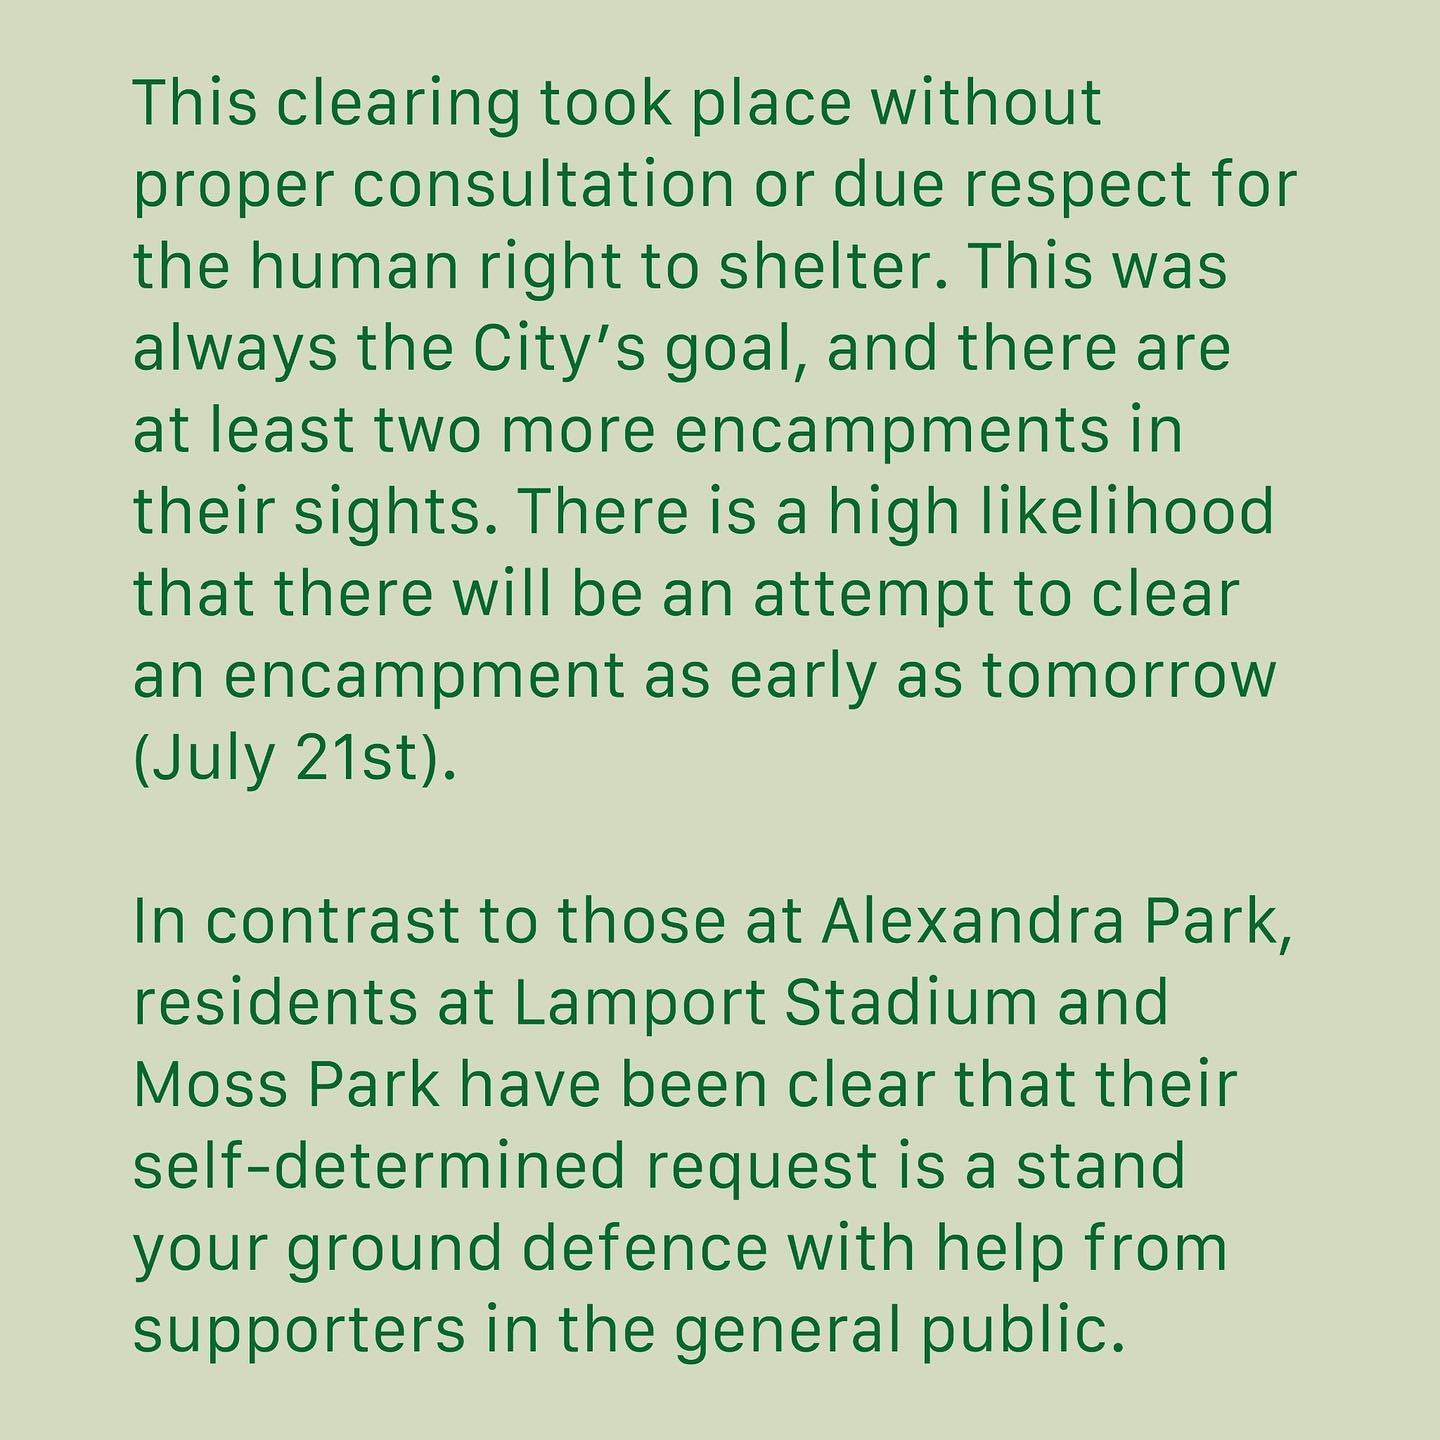 This clearing took place without
proper consultation or due respect for
the human right to shelter. This was
always the City’s goal, and there are
at least two more encampments in
their sights. There is a high likelihood
that there will be an attempt to clear
an encampment as early as tomorrow
(July 21st).
In contrast to those at Alexandra Park,
residents at Lamport Stadium and
Moss Park have been clear that their
self-determined request is a stand
your ground defence with help from
supporters in the general public.